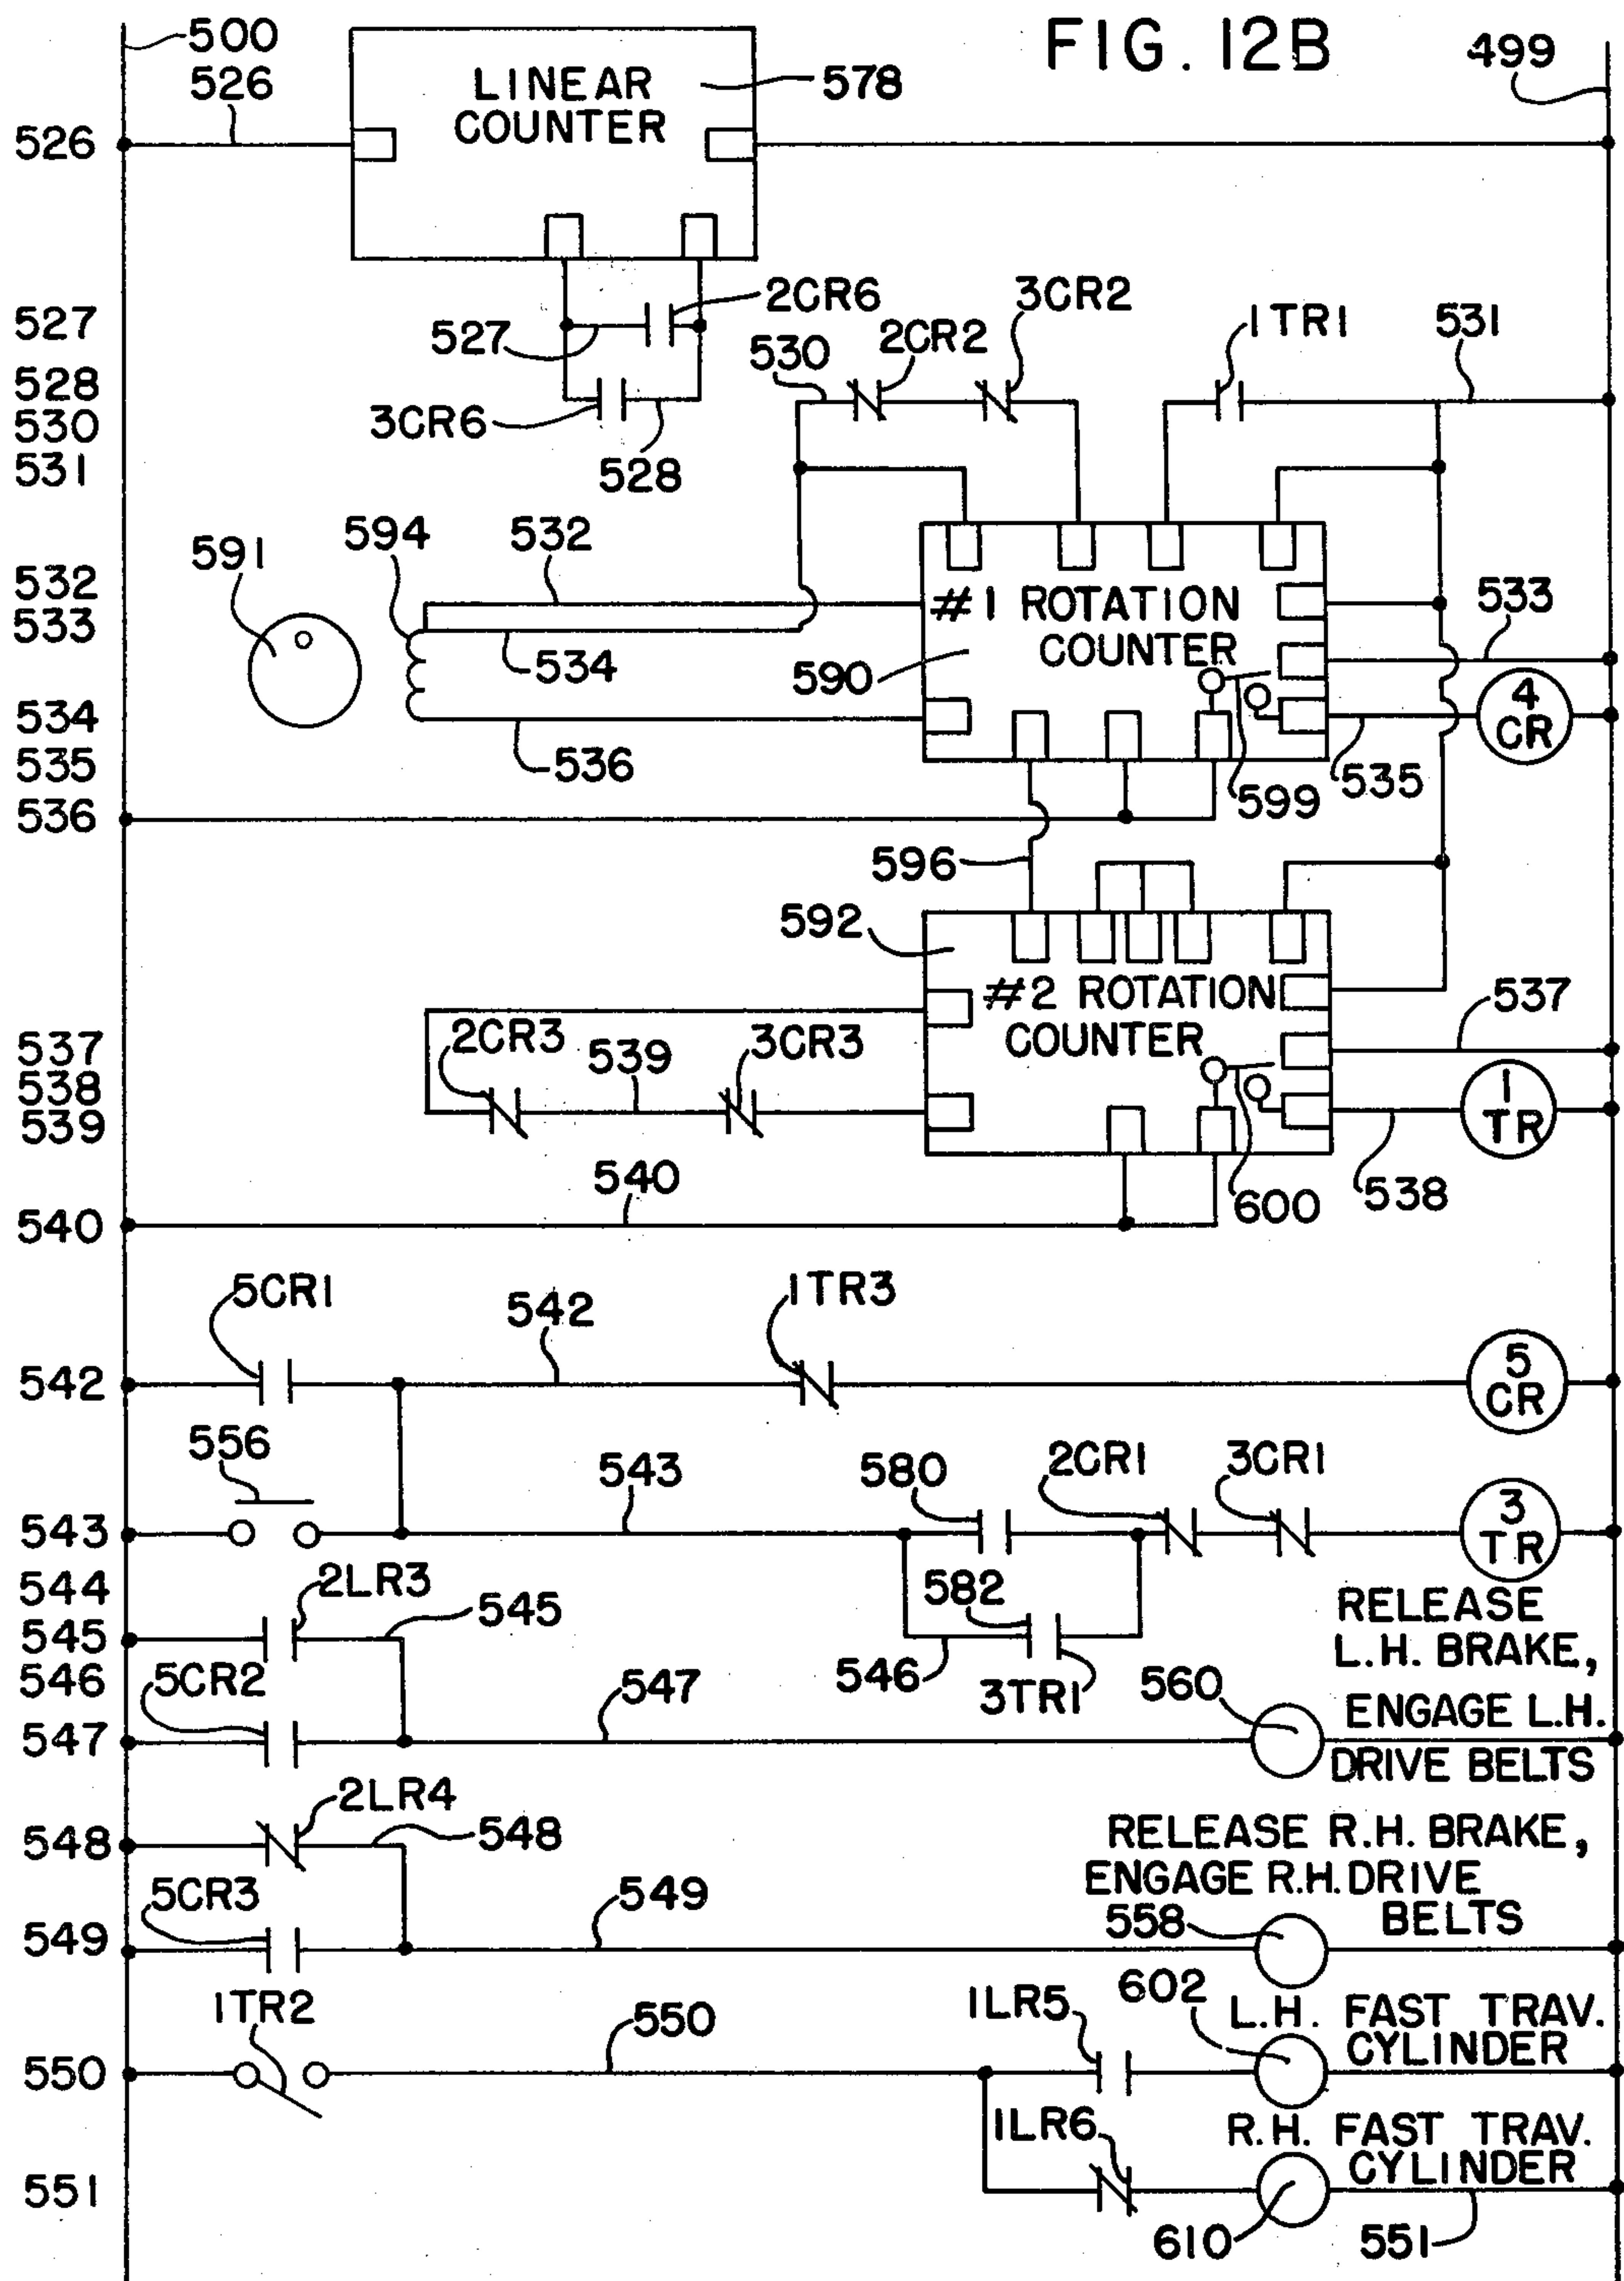 FIG. 12B
500
499
526
LINEAR
COUNTER
578
526
2CR6
3CR2
1TR1
531
527
527
530
2CR2
528
3CR6
530
528
531
594
532
591
532
#1 ROTATION
COUNTER
533
533
534
590
4
CR
534
536
599
535
535
536
596
592
#2 ROTATION
COUNTER
537
2CR3
539
3CR3
537
538
539
1
TR
540
600
538
540
5CR1
542
1TR3
542
5
CR
556
543
580
2CR1
3CR1
543
3
TR
544
2LR3
545
582
RELEASE
L.H. BRAKE,
545
546
5CR2
547
546
3TR1
560
ENGAGE L.H.
DRIVE BELTS
547
2LR4
548
548
RELEASE R.H. BRAKE,
ENGAGE R.H. DRIVE
BELTS
5CR3
549
558
549
1TR2
550
1LR5
602
L.H. FAST TRAV.
CYLINDER
550
1LR6
R.H. FAST TRAV.
CYLINDER
551
610
551